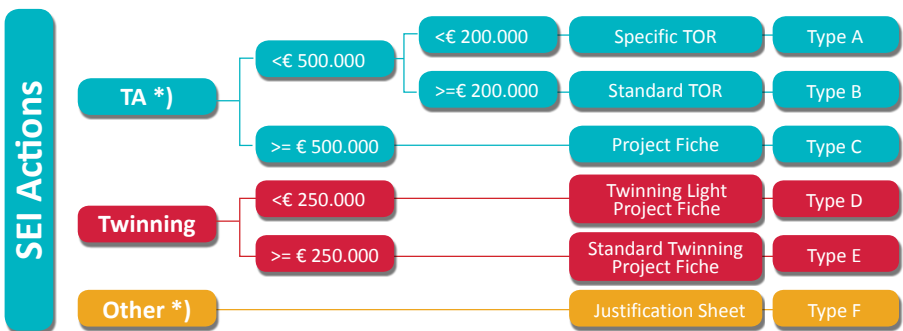 SEI Actions
TA *)
<€ 500.000
<€ 200.000
Specific TOR
Type A
>=€ 200.000
Standard TOR
Type B
>= € 500.000
Project Fiche
Type C
Twinning
<€ 250.000
Twinning Light
Project Fiche
Type D
>= € 250.000
Standard Twinning
Project Fiche
Type E
Other *)
Justification Sheet
Type F